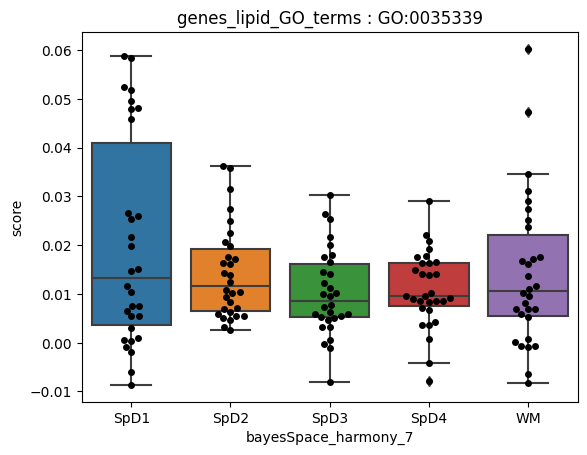 genes_lipid_GO_terms : GO:0035339
score
0.06
0.05
0.04
0.03
0.02
0.01
0.00
−0.01
SpD1 SpD2 SpD3 SpD4 WM
bayesSpace_harmony_7